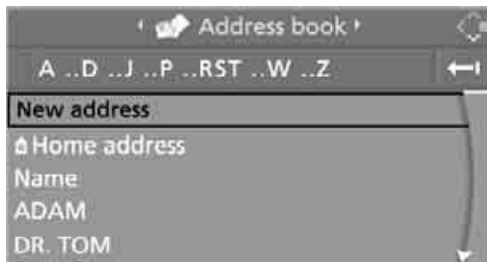 Address book
A ..D ..J ..P ..RST ..W ..Z
New address
Home address
Name
ADAM
DR. TOM